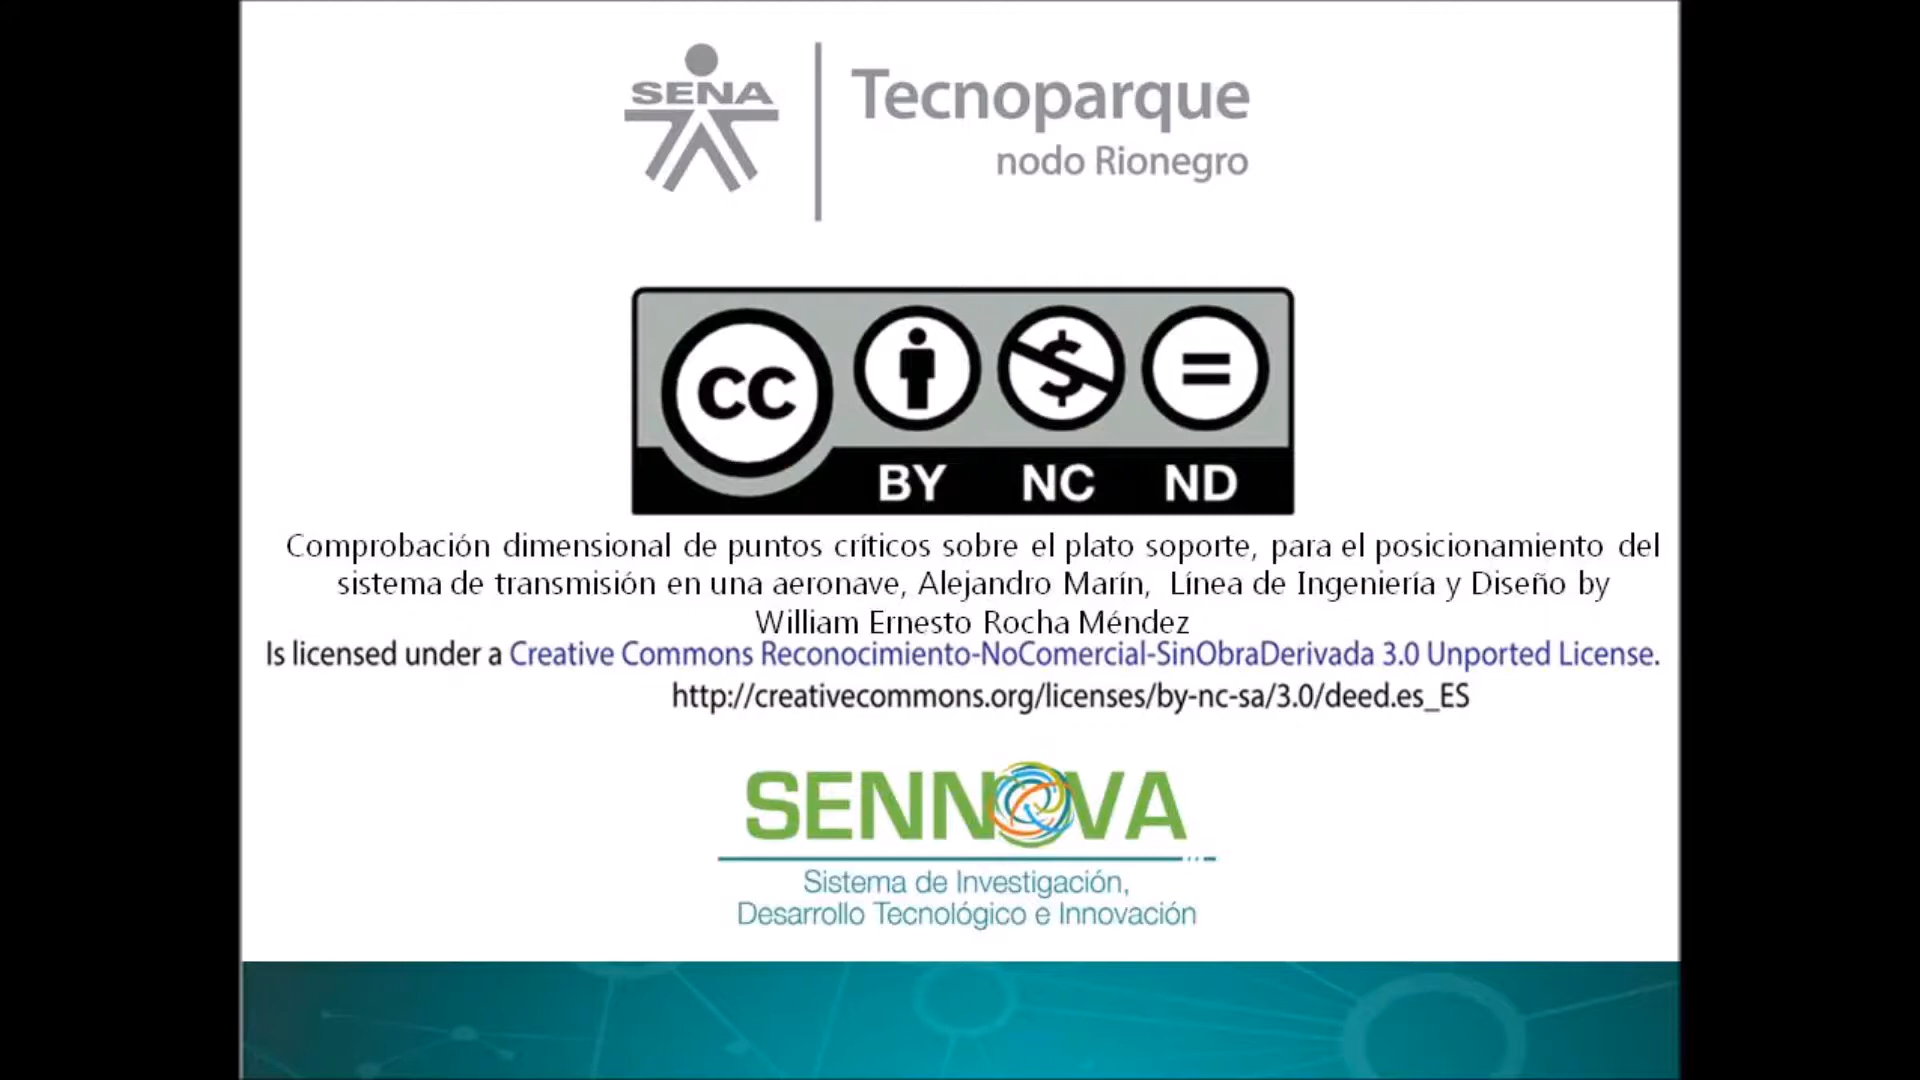 SENA
Tecnoparque
nodo Rionegro
cc
BY NC ND
Comprobación dimensional de puntos críticos sobre el plato soporte, para el posicionamiento del
sistema de transmisión en una aeronave, Alejandro Marín, Línea de Ingeniería y Diseño by
William Ernesto Rocha Méndez
Is licensed under a Creative Commons Reconocimiento-NoComercial-SinObraDerivada 3.0 Unported License.
http://creativecommons.org/licenses/by-nc-sa/3.0/deed.es_ES
SENNOVA
Sistema de Investigación,
Desarrollo Tecnológico e Innovación